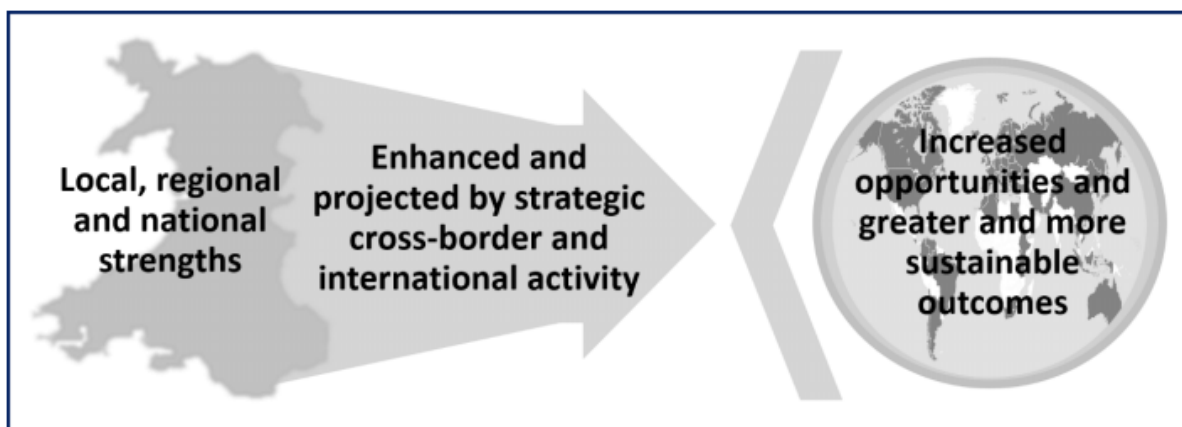 Local, regional
and national
strengths
Enhanced and
projected by strategic
cross-border and
international activity
Increased
opportunities and
greater and more
sustainable
outcomes